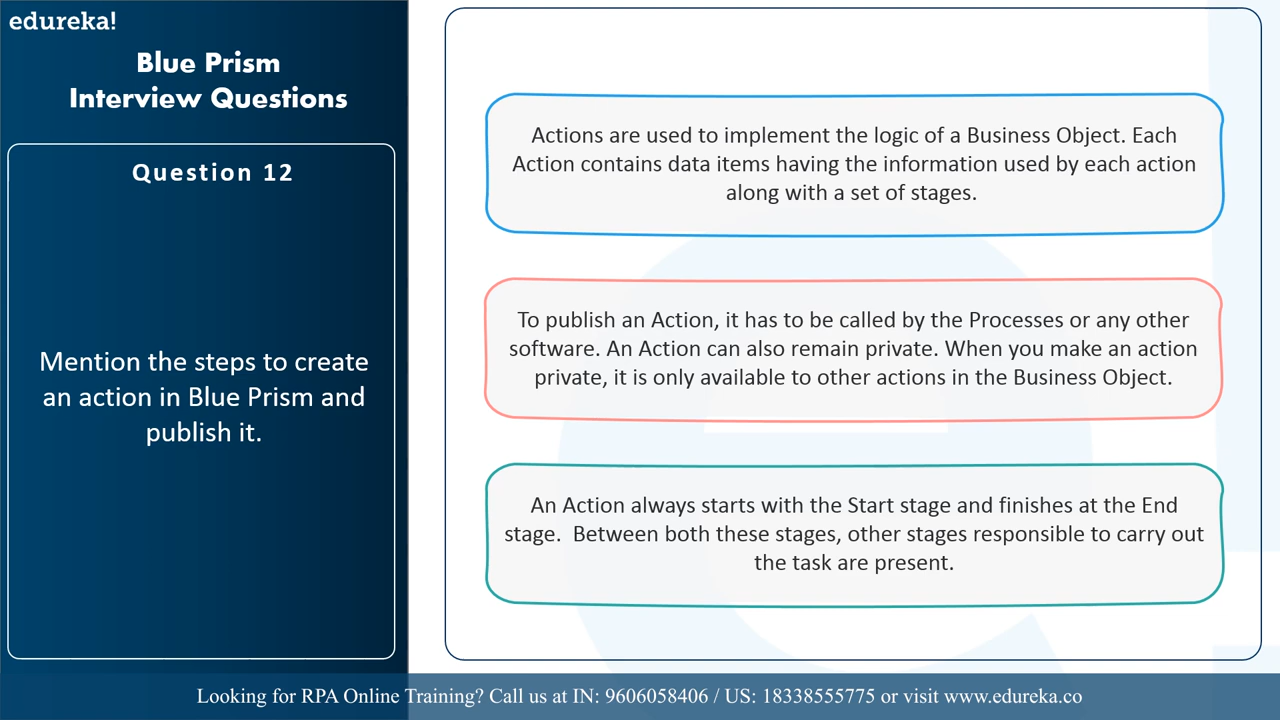 edureka!
Blue Prism
Interview Questions
Question 12
Mention the steps to create
an action in Blue Prism and
publish it.
Actions are used to implement the logic of a Business Object. Each
Action contains data items having the information used by each action
along with a set of stages.
To publish an Action, it has to be called by the Processes or any other
software. An Action can also remain private. When you make an action
private, it is only available to other actions in the Business Object.
An Action always starts with the Start stage and finishes at the End
stage.  Between both these stages, other stages responsible to carry out
the task are present.
Looking for RPA Online Training? Call us at IN: 9606058406 / US: 18338555775 or visit www.edureka.co